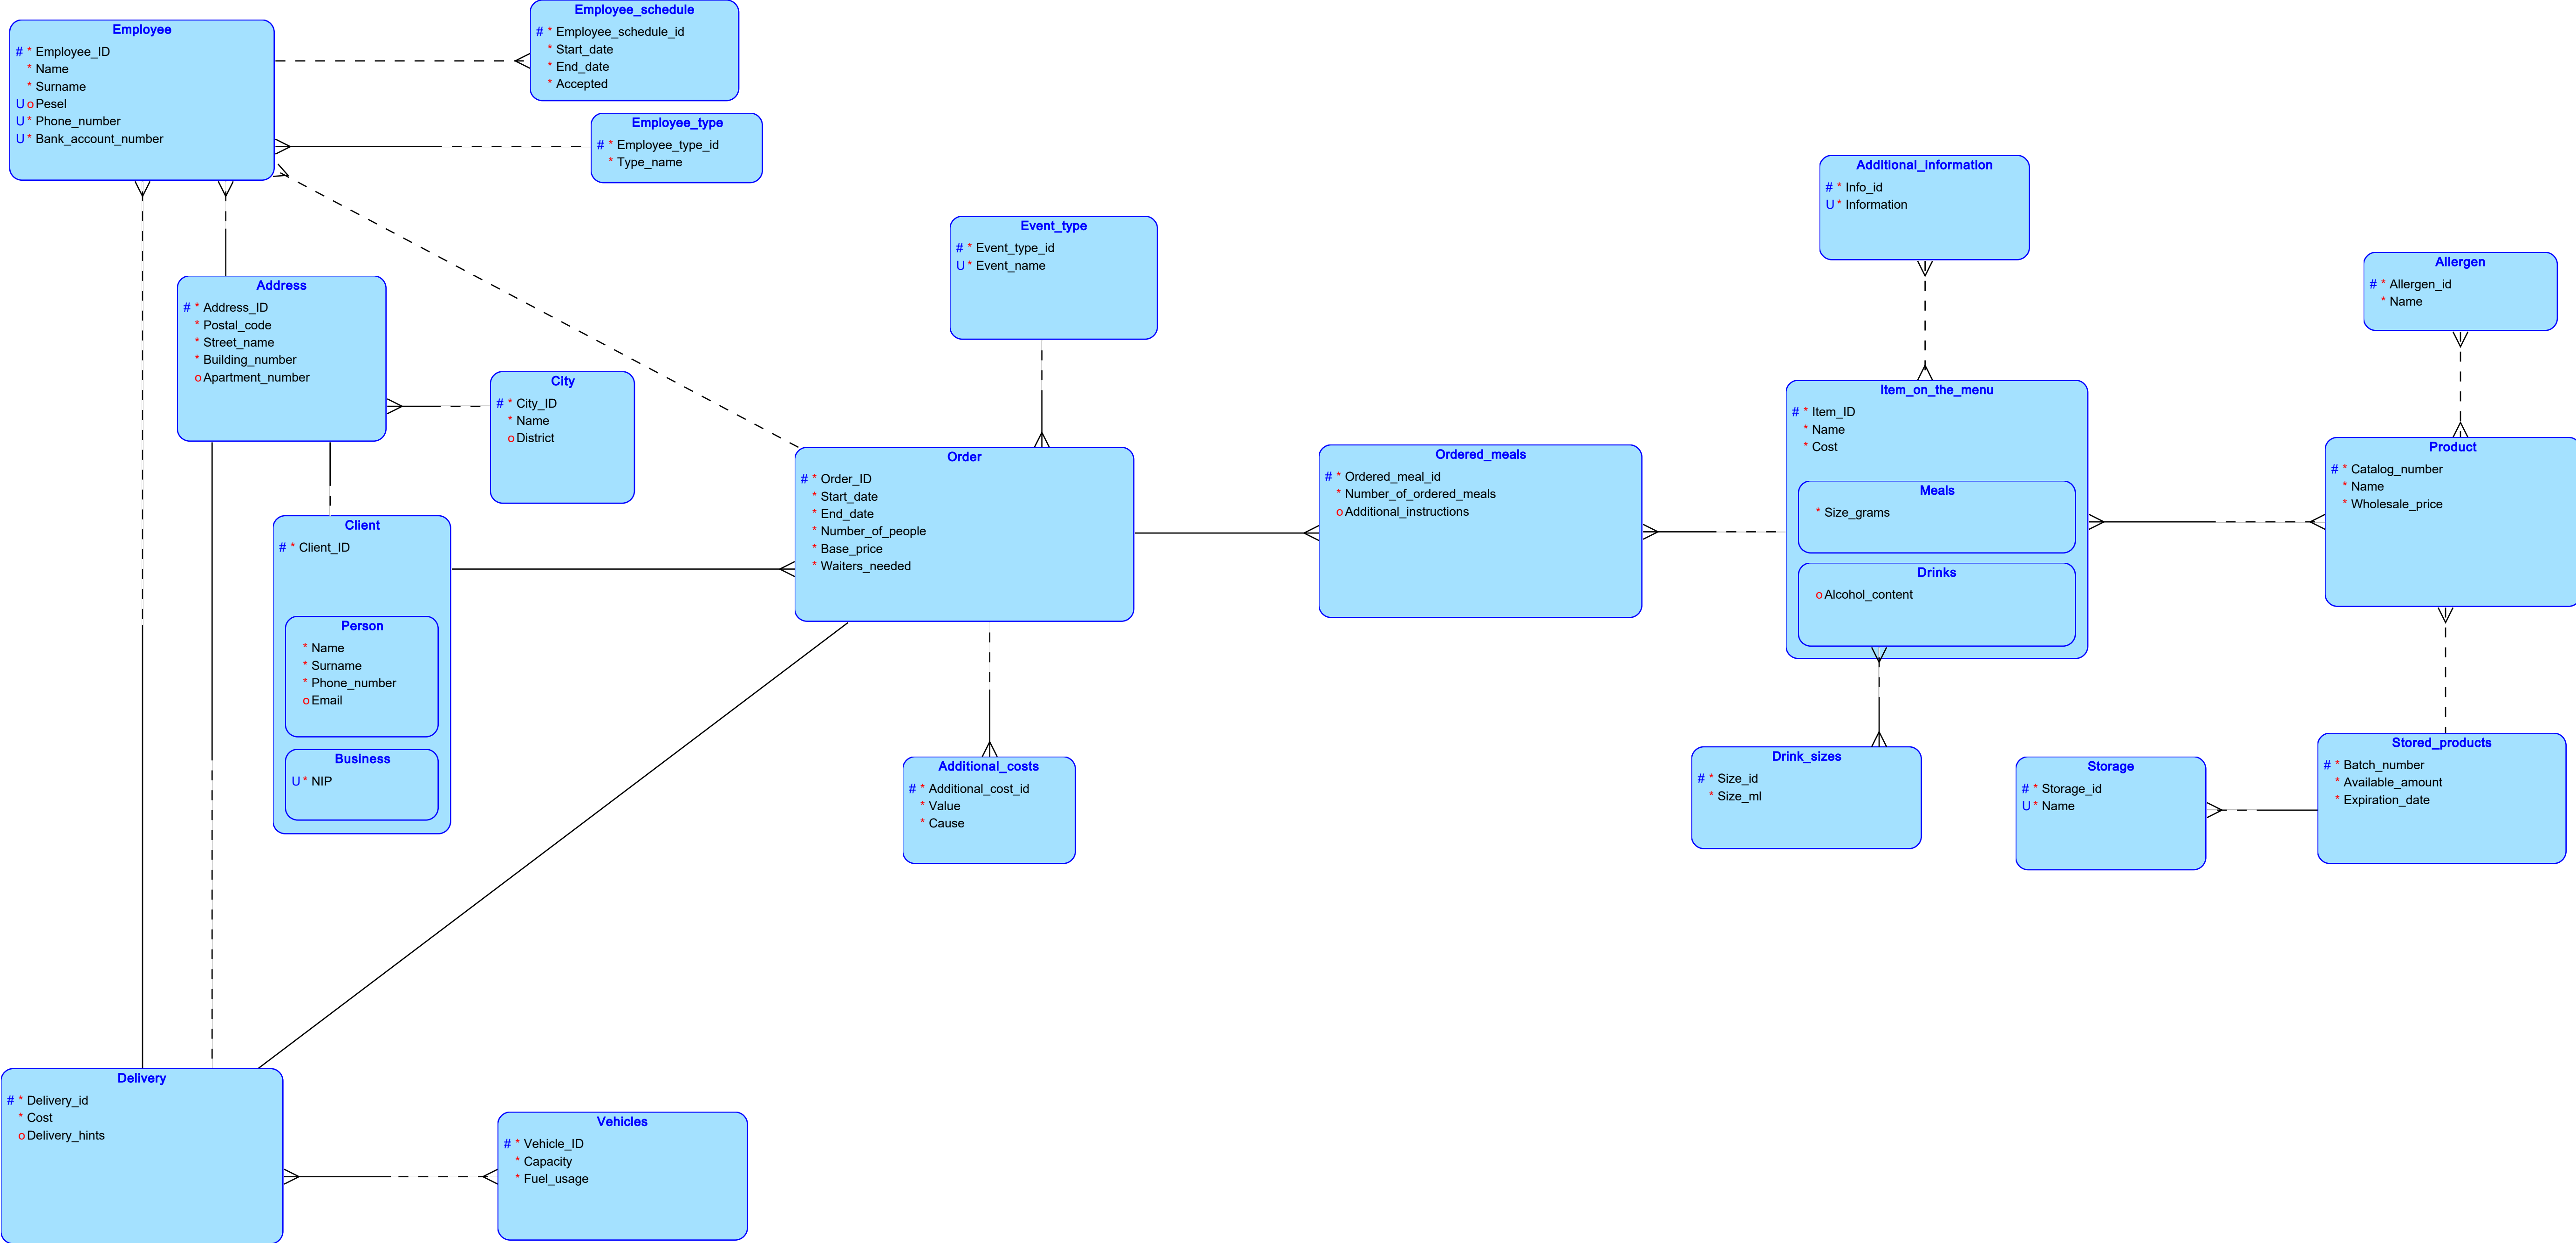 Employee
# * Employee_ID
* Name
* Surname
U o Pesel
U * Phone_number
U * Bank_account_number
Employee_schedule
# * Employee_schedule_id
* Start_date
* End_date
* Accepted
Employee_type
# * Employee_type_id
* Type_name
Address
# * Address_ID
* Postal_code
* Street_name
* Building_number
o Apartment_number
City
# * City_ID
* Name
o District
Client
# * Client_ID
Person
* Name
* Surname
* Phone_number
o Email
Business
U * NIP
Event_type
# * Event_type_id
U * Event_name
Order
# * Order_ID
* Start_date
* End_date
* Number_of_people
* Base_price
* Waiters_needed
Additional_costs
# * Additional_cost_id
* Value
* Cause
Ordered_meals
# * Ordered_meal_id
* Number_of_ordered_meals
o Additional_instructions
Additional_information
# * Info_id
U * Information
Item_on_the_menu
# * Item_ID
* Name
* Cost
Meals
* Size_grams
Drinks
o Alcohol_content
Drink_sizes
# * Size_id
* Size_ml
Allergen
# * Allergen_id
* Name
Product
# * Catalog_number
* Name
* Wholesale_price
Storage
# * Storage_id
U * Name
Stored_products
# * Batch_number
* Available_amount
* Expiration_date
Delivery
# * Delivery_id
* Cost
o Delivery_hints
Vehicles
# * Vehicle_ID
* Capacity
* Fuel_usage